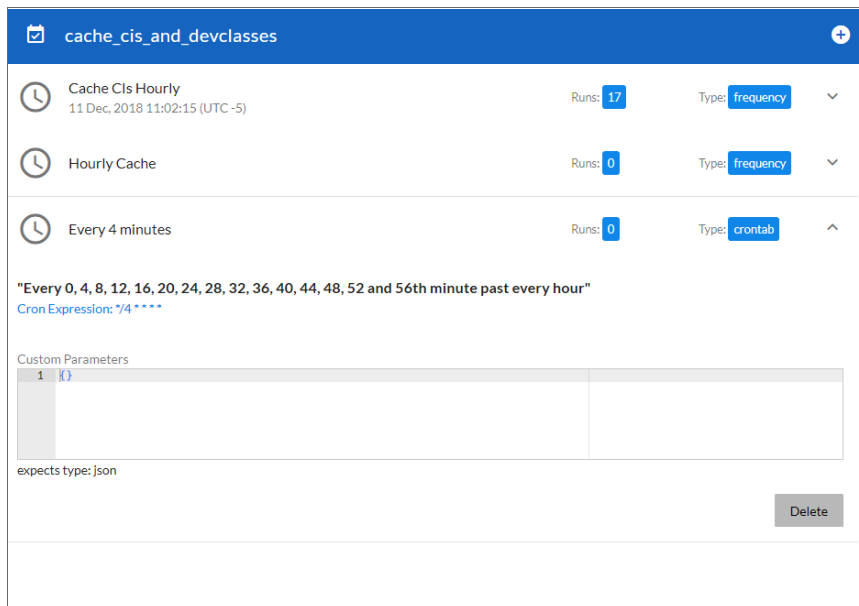 cache_cis_and_devclasses
Cache CIs Hourly
11 Dec, 2018 11:02:15 (UTC -5)
Runs: 17 Type: frequency
Hourly Cache
Runs: 0 Type: frequency
Every 4 minutes
Runs: 0 Type: crontab
"Every 0, 4, 8, 12, 16, 20, 24, 28, 32, 36, 40, 44, 48, 52 and 56th minute past every hour"
Cron Expression: */4 * * * *
Custom Parameters
1 {}
expects type: json
Delete